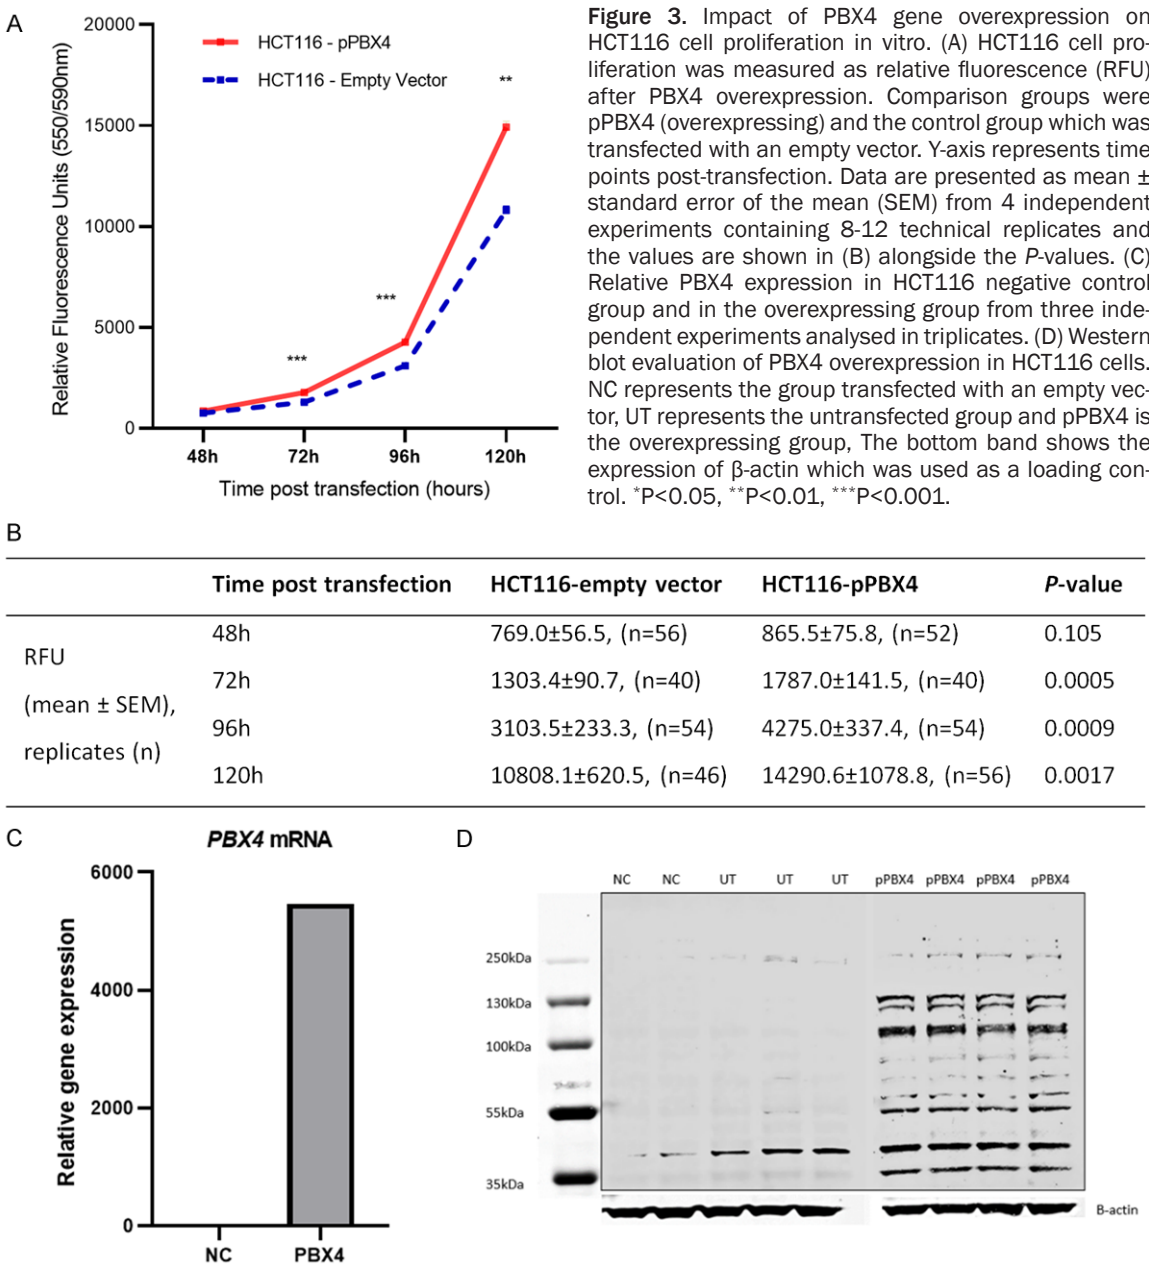 A
20000
15000
10000
5000
0
Relative Fluorescence Units (550/590nm)
HCT116 - pPBX4
HCT116 - Empty Vector
***
***
**
48h
72h
96h
120h
Time post transfection (hours)
Figure 3. Impact of PBX4 gene overexpression on
HCT116 cell proliferation in vitro. (A) HCT116 cell pro-
liferation was measured as relative fluorescence (RFU)
after PBX4 overexpression. Comparison groups were
pPBX4 (overexpressing) and the control group which was
transfected with an empty vector. Y-axis represents time
points post-transfection. Data are presented as mean ±
standard error of the mean (SEM) from 4 independent
experiments containing 8-12 technical replicates and
the values are shown in (B) alongside the P-values. (C)
Relative PBX4 expression in HCT116 negative control
group and in the overexpressing group from three inde-
pendent experiments analysed in triplicates. (D) Western
blot evaluation of PBX4 overexpression in HCT116 cells.
NC represents the group transfected with an empty vec-
tor, UT represents the untransfected group and pPBX4 is
the overexpressing group, The bottom band shows the
expression of β-actin which was used as a loading con-
trol. *P<0.05, **P<0.01, ***P<0.001.
B
Time post transfection HCT116-empty vector HCT116-pPBX4 P-value
RFU
(mean ± SEM),
replicates (n)
48h 769.0±56.5, (n=56) 865.5±75.8, (n=52) 0.105
72h 1303.4±90.7, (n=40) 1787.0±141.5, (n=40) 0.0005
96h 3103.5±233.3, (n=54) 4275.0±337.4, (n=54) 0.0009
120h 10808.1±620.5, (n=46) 14290.6±1078.8, (n=56) 0.0017
C
PBX4 mRNA
6000
4000
2000
0
Relative gene expression
NC PBX4
D
NC NC UT UT UT pPBX4 pPBX4 pPBX4 pPBX4
250kDa
130kDa
100kDa
55kDa
35kDa
B-actin